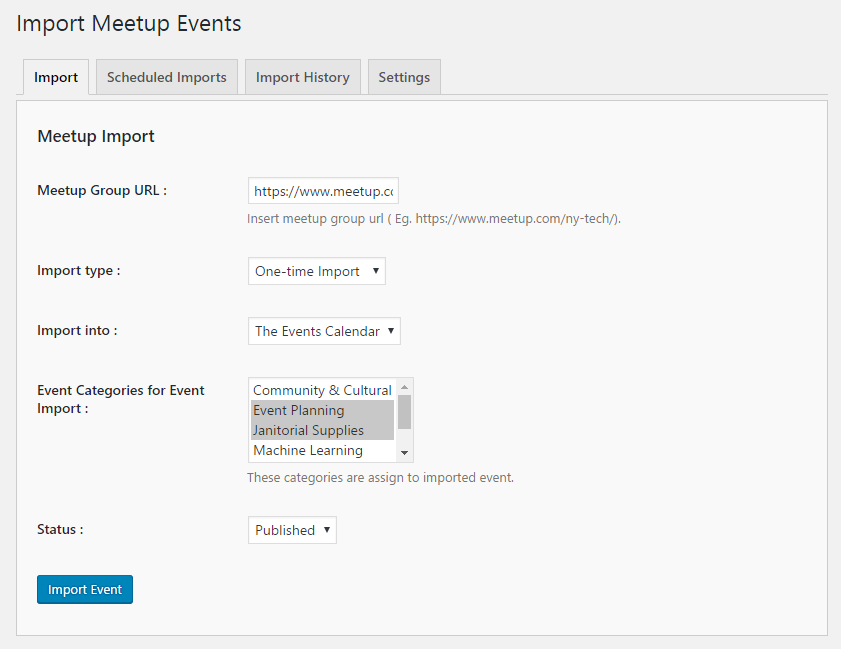 Import Meetup Events
Import Scheduled Imports Import History Settings
Meetup Import
Meetup Group URL : https://www.meetup.co
Insert meetup group url ( Eg. https://www.meetup.com/ny-tech/).
Import type : One-time Import
Import into : The Events Calendar
Event Categories for Event
Import :
Community & Cultural
Event Planning
Janitorial Supplies
Machine Learning
These categories are assign to imported event.
Status : Published
Import Event